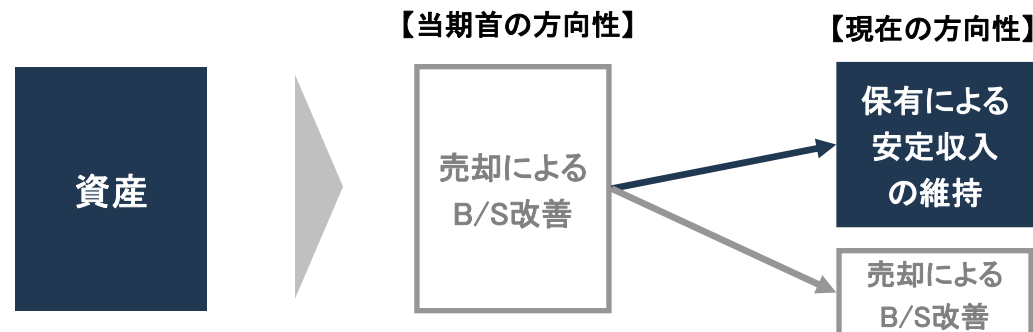 【当期首の方向性】
【現在の方向性】
資産
売却による
B/S改善
保有による
安定収入
の維持
売却による
B/S改善